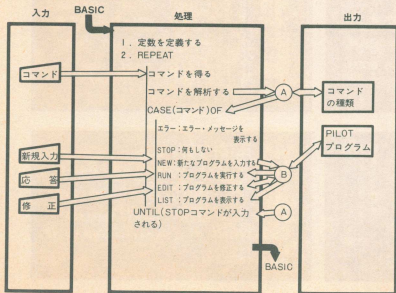 入力
BASIC
処理
出力
1. 定数を定義する
2. REPEAT
コマンド
コマンドを得る
コマンドを解析する
A
コマンド
の種類
CASE(コマンド)OF
エラー:エラー・メッセージを
表示する
STOP:何もしない
新規入力
NEW:新たなプログラムを入力する
応答
RUN:プログラムを実行する
B
PILOT
プログラム
修正
EDIT:プログラムを修正する
LIST:プログラムを表示する
UNTIL(STOPコマンドが入力
される)
A
BASIC